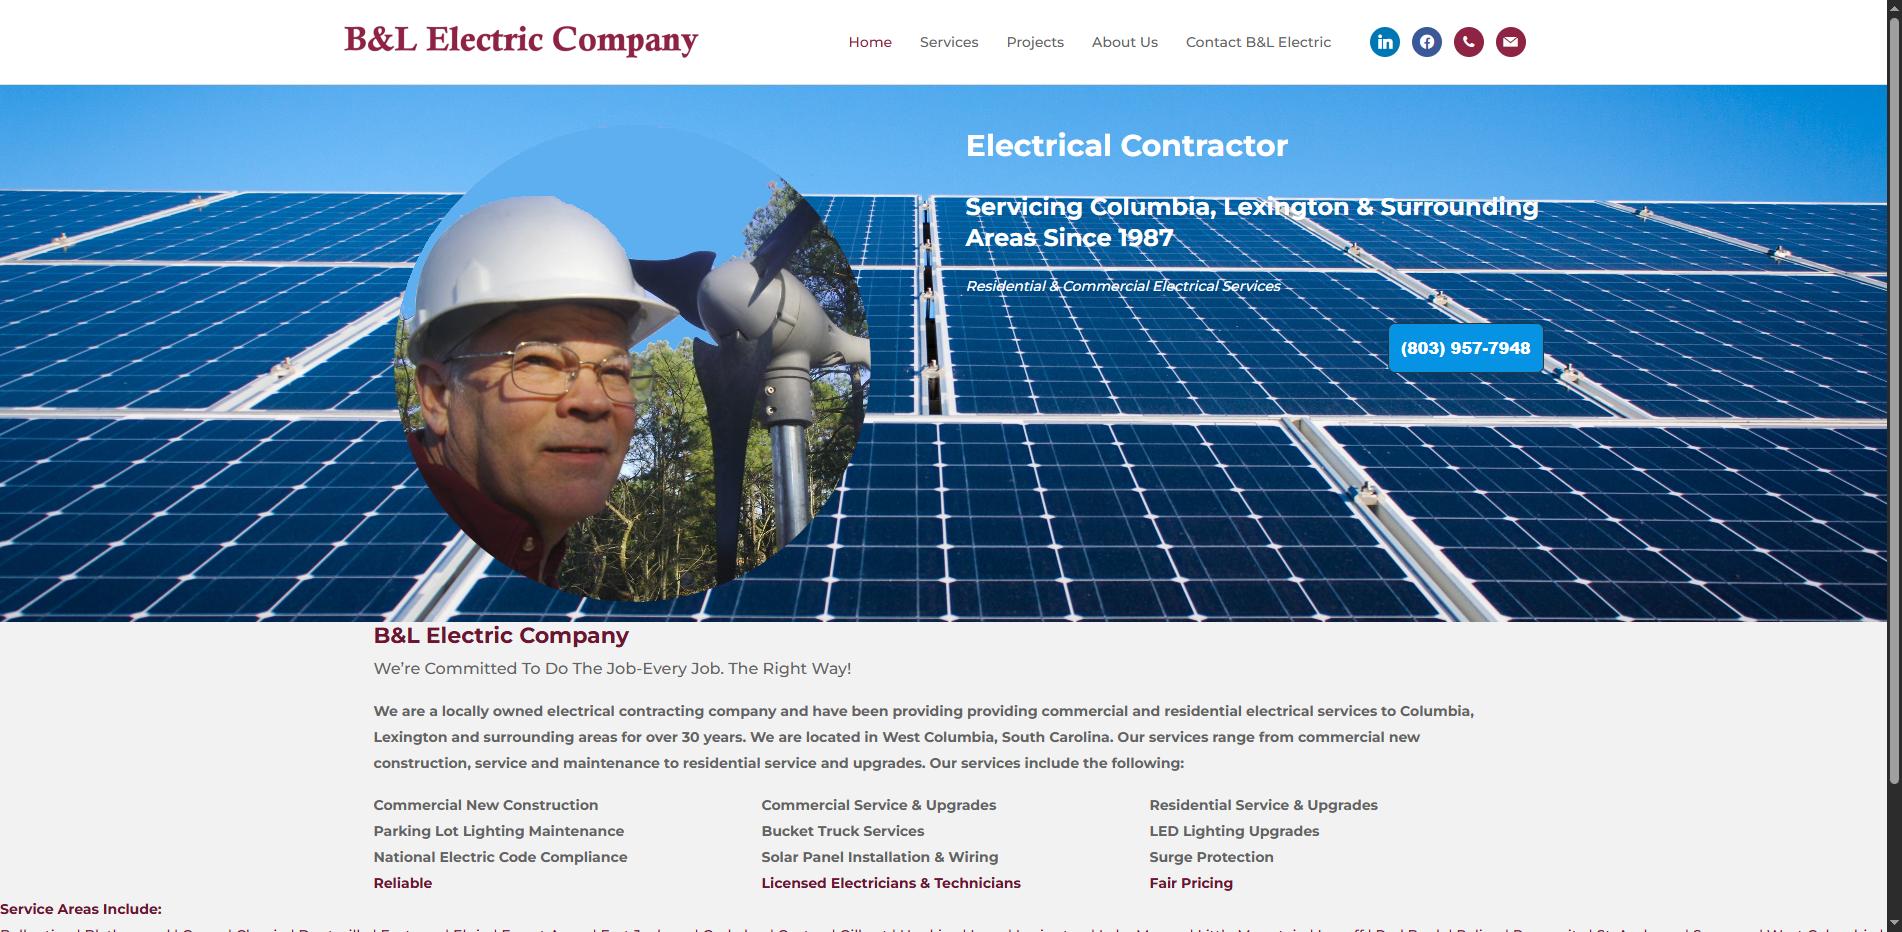 B&L Electric Company
Home Services Projects About Us Contact B&L Electric
Electrical Contractor
Servicing Columbia, Lexington & Surrounding
Areas Since 1987
Residential & Commercial Electrical Services
(803) 957-7948
B&L Electric Company
We're Committed To Do The Job-Every Job. The Right Way!
We are a locally owned electrical contracting company and have been providing providing commercial and residential electrical services to Columbia,
Lexington and surrounding areas for over 30 years. We are located in West Columbia, South Carolina. Our services range from commercial new
construction, service and maintenance to residential service and upgrades. Our services include the following:
Commercial New Construction Commercial Service & Upgrades Residential Service & Upgrades
Parking Lot Lighting Maintenance Bucket Truck Services LED Lighting Upgrades
National Electric Code Compliance Solar Panel Installation & Wiring Surge Protection
Reliable Licensed Electricians & Technicians Fair Pricing
Service Areas Include: